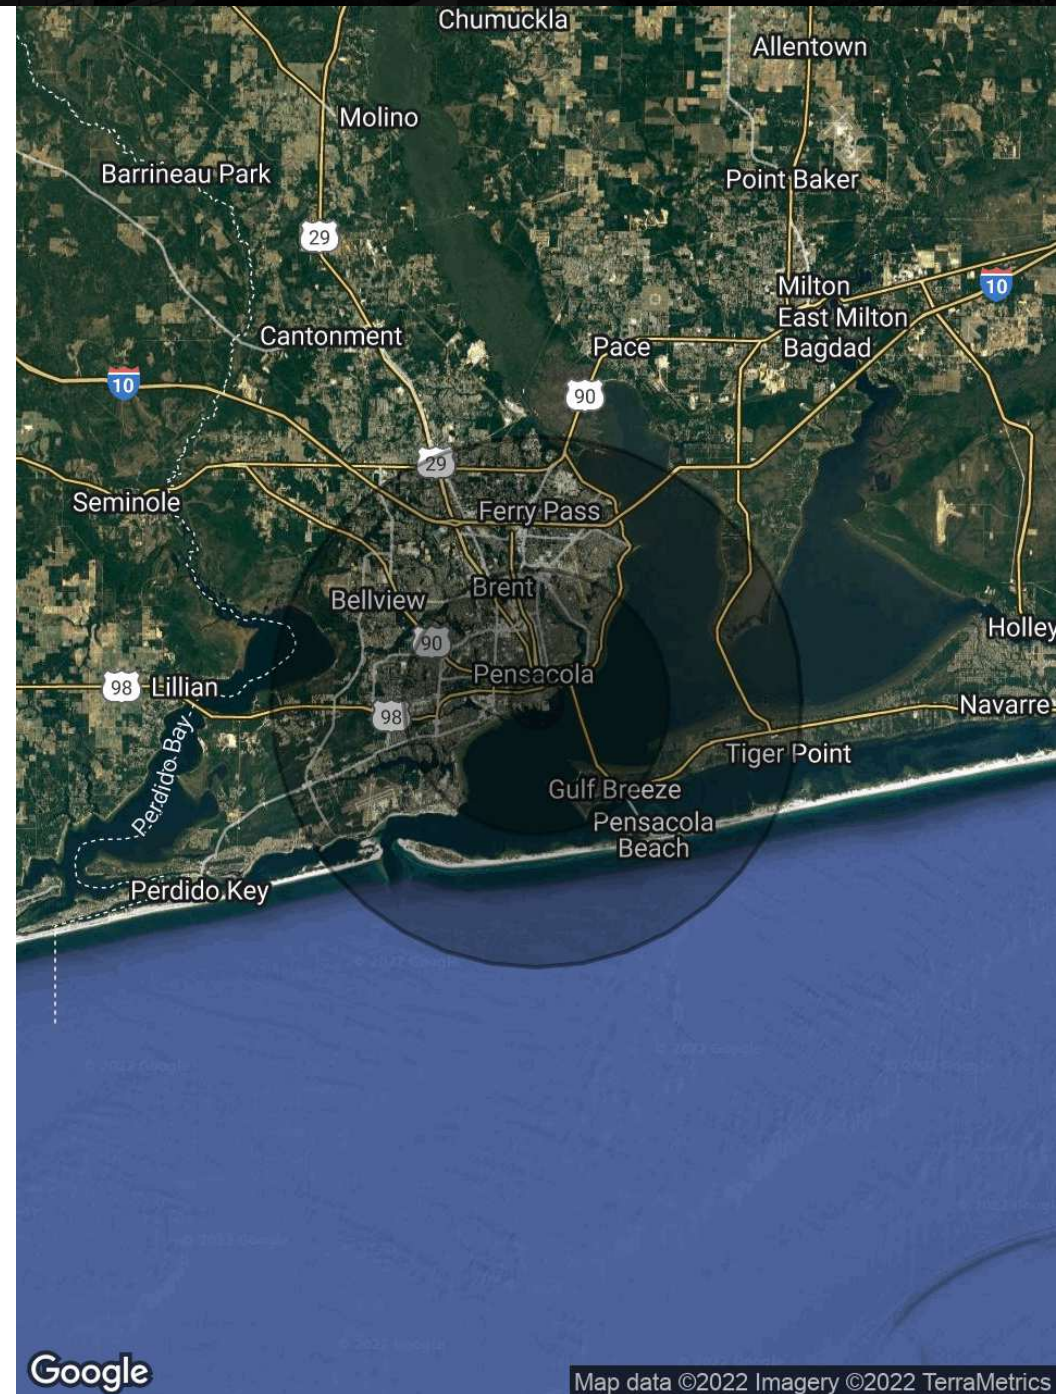 Chumuckla
Allentown
Molino
Barrineau Park
Point Baker
29
Milton
10
East Milton
Cantonment
Pace
Bagdad
10
90
29
Seminole
Ferry Pass
Brent
Bellview
Holley
90
Pensacola
98
Lillian
98
Navarre
Perdido Bay
Tiger Point
Gulf Breeze
Pensacola
Beach
Perdido Key
Google
Map data ©2022 Imagery ©2022 TerraMetrics